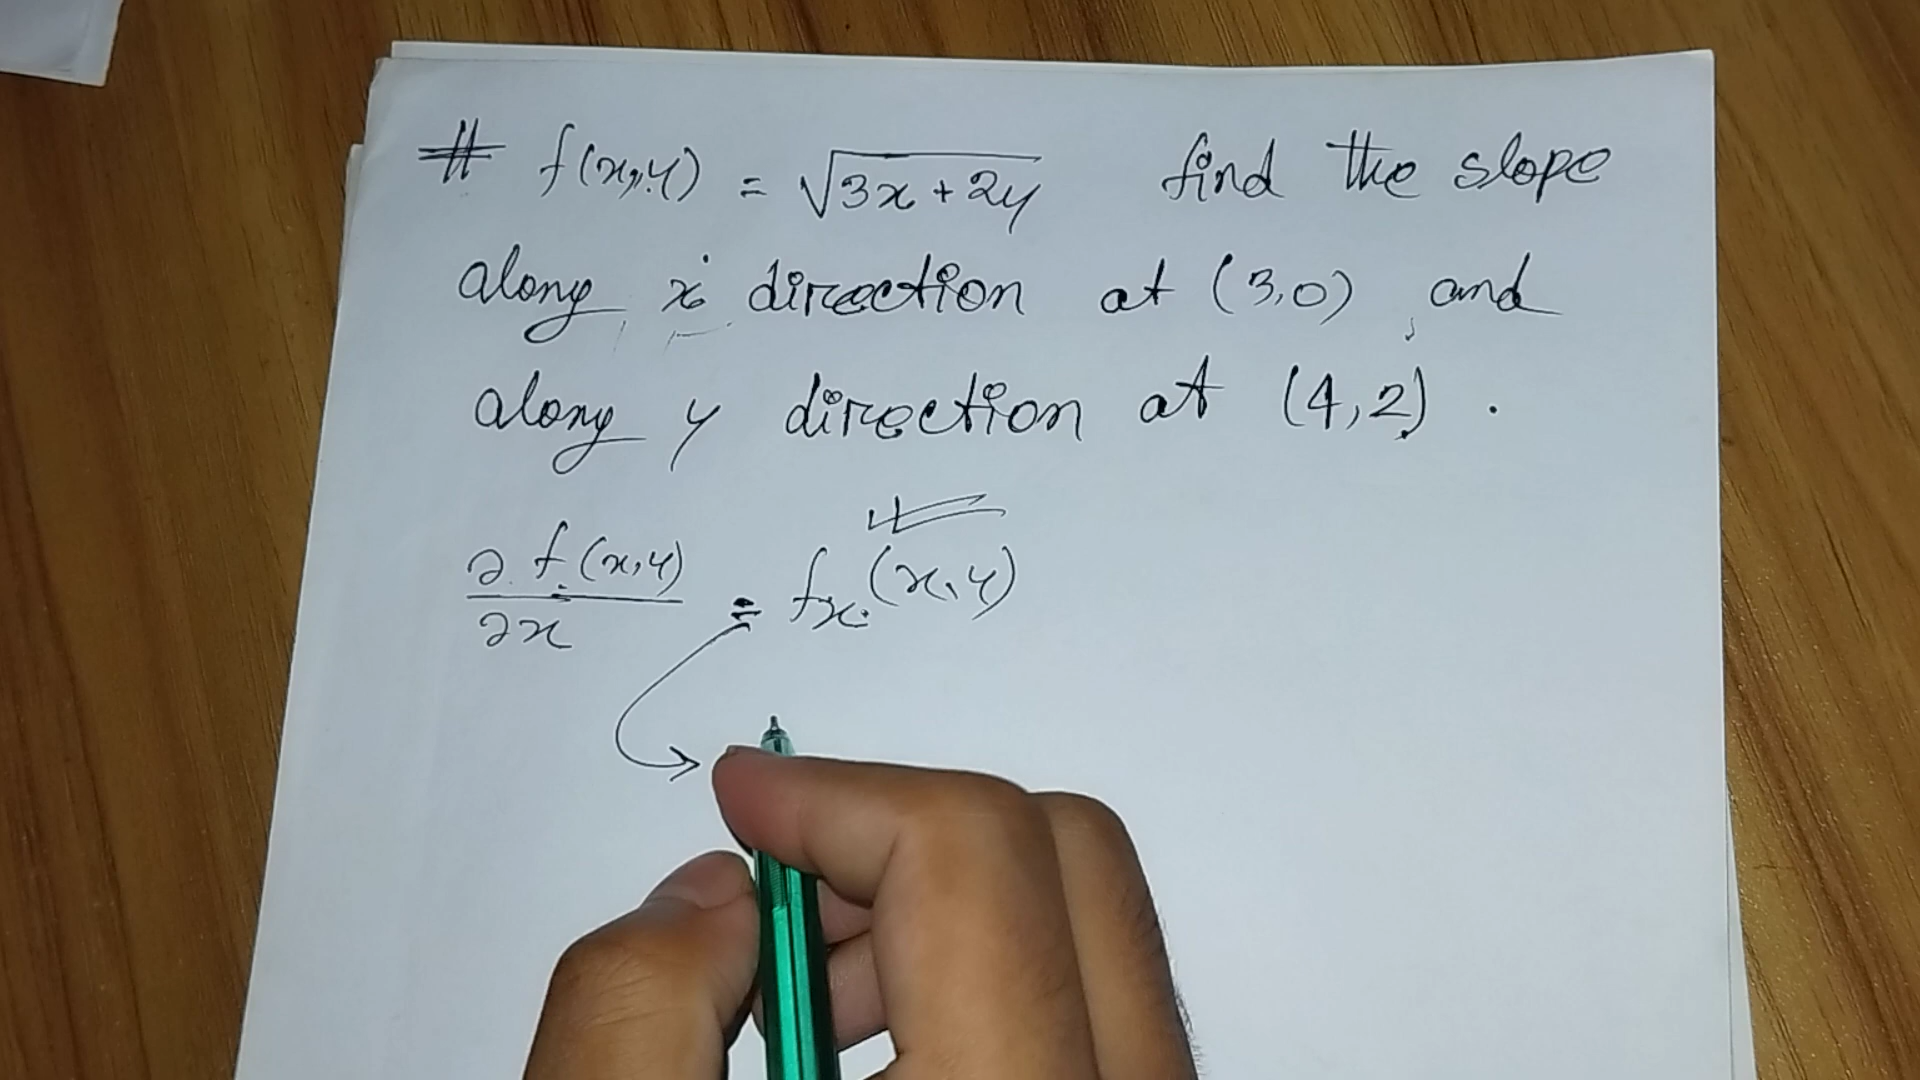 # f(x,y) = √3x + 2y find the slope
along x direction at (3,0), and
along y direction at (4,2).
∂ f(x,y)
∂x
= fx (x,y)